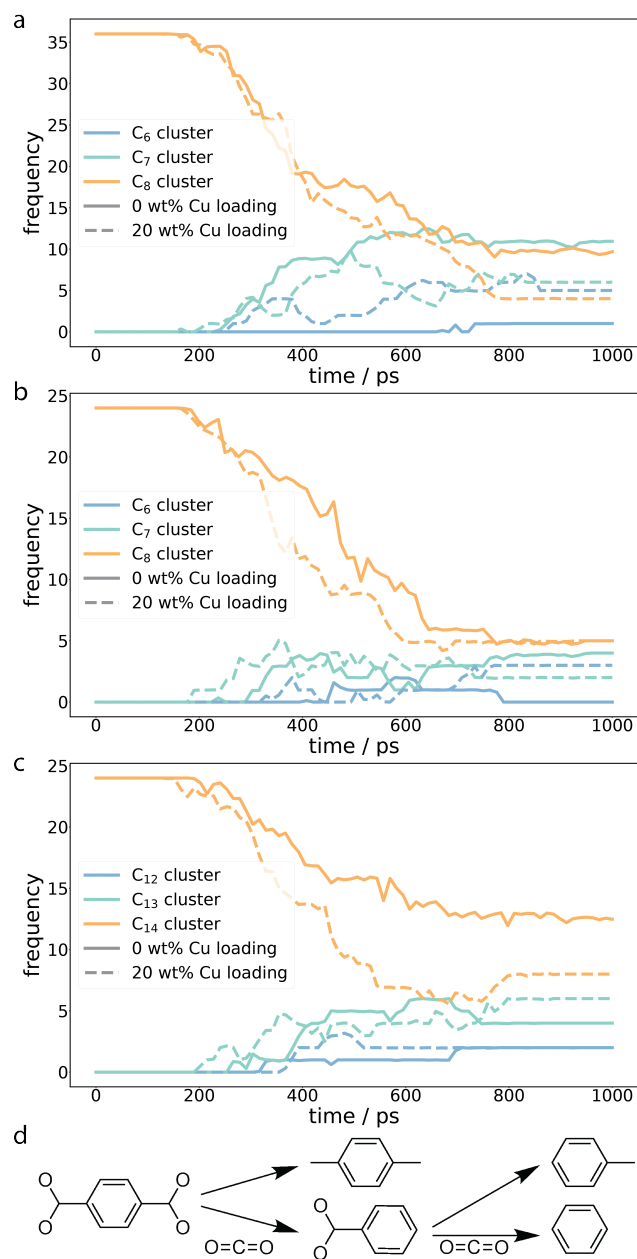 a
35
30
25
20
15
10
5
0
frequency
C₆ cluster
C₇ cluster
C₈ cluster
0 wt% Cu loading
20 wt% Cu loading
0 200 400 600 800 1000
time / ps
b
25
20
15
10
5
0
frequency
C₆ cluster
C₇ cluster
C₈ cluster
0 wt% Cu loading
20 wt% Cu loading
0 200 400 600 800 1000
time / ps
c
25
20
15
10
5
0
frequency
C₁₂ cluster
C₁₃ cluster
C₁₄ cluster
0 wt% Cu loading
20 wt% Cu loading
0 200 400 600 800 1000
time / ps
d
O O
O O
O=C=O
O
O
O=C=O